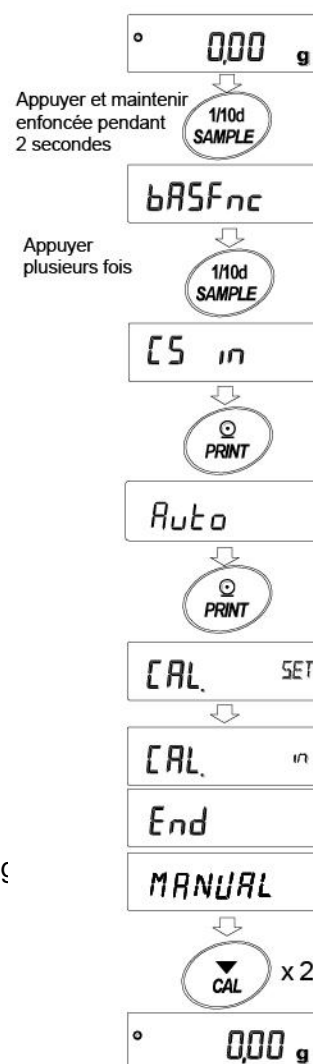 0.00 g
Appuyer et maintenir
enfoncée pendant
2 secondes
1/10d
SAMPLE
bASFnc
Appuyer
plusieurs fois
1/10d
SAMPLE
CS in
PRINT
Auto
PRINT
CAL. SET
CAL. in
End
MANUAL
CAL x 2
0.00 g